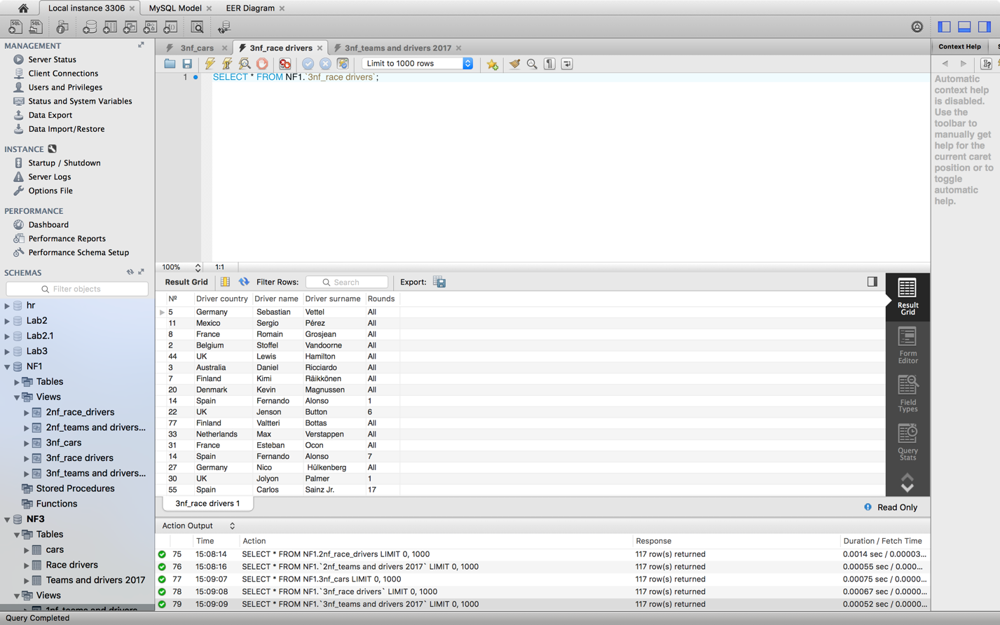 Local instance 3306
MySQL Model
EER Diagram
MANAGEMENT
Server Status
Client Connections
Users and Privileges
Status and System Variables
Data Export
Data Import/Restore
INSTANCE
Startup / Shutdown
Server Logs
Options File
PERFORMANCE
Dashboard
Performance Reports
Performance Schema Setup
SCHEMAS
Filter objects
hr
Lab2
Lab2.1
Lab3
NF1
Tables
Views
2nf_race_drivers
2nf_teams and drivers...
3nf_cars
3nf_race drivers
3nf_teams and drivers...
Stored Procedures
Functions
NF3
Tables
cars
Race drivers
Teams and drivers 2017
Views
1nf_teams and drivers
Query Completed
3nf_cars
3nf_race drivers
3nf_teams and drivers 2017
Limit to 1000 rows
1 SELECT * FROM NF1.`3nf_race drivers`;
100% 1:1
Result Grid Filter Rows: Search Export:
Nº Driver country Driver name Driver surname Rounds
5 Germany Sebastian Vettel All
11 Mexico Sergio Pérez All
8 France Romain Grosjean All
2 Belgium Stoffel Vandoorne All
44 UK Lewis Hamilton All
3 Australia Daniel Ricciardo All
7 Finland Kimi Räikkönen All
20 Denmark Kevin Magnussen All
14 Spain Fernando Alonso 1
22 UK Jenson Button 6
77 Finland Valtteri Bottas All
33 Netherlands Max Verstappen All
31 France Esteban Ocon All
14 Spain Fernando Alonso 7
27 Germany Nico Hülkenberg All
30 UK Jolyon Palmer 1
55 Spain Carlos Sainz Jr. 17
3nf_race drivers 1
Read Only
Result
Grid
Form
Editor
Field
Types
Query
Stats
Action Output
Time Action Response Duration / Fetch Time
75 15:08:14 SELECT * FROM NF1.2nf_race_drivers LIMIT 0, 1000 117 row(s) returned 0.0014 sec / 0.00003...
76 15:08:16 SELECT * FROM NF1.`2nf_teams and drivers 2017` LIMIT 0, 1000 117 row(s) returned 0.00055 sec / 0.000...
77 15:09:07 SELECT * FROM NF1.3nf_cars LIMIT 0, 1000 117 row(s) returned 0.00075 sec / 0.0000...
78 15:09:08 SELECT * FROM NF1.`3nf_race drivers` LIMIT 0, 1000 117 row(s) returned 0.00067 sec / 0.0000...
79 15:09:09 SELECT * FROM NF1.`3nf_teams and drivers 2017` LIMIT 0, 1000 117 row(s) returned 0.00052 sec / 0.0000...
Context Help
Automatic
context help
is disabled.
Use the
toolbar to
manually get
help for the
current caret
position or to
toggle
automatic
help.